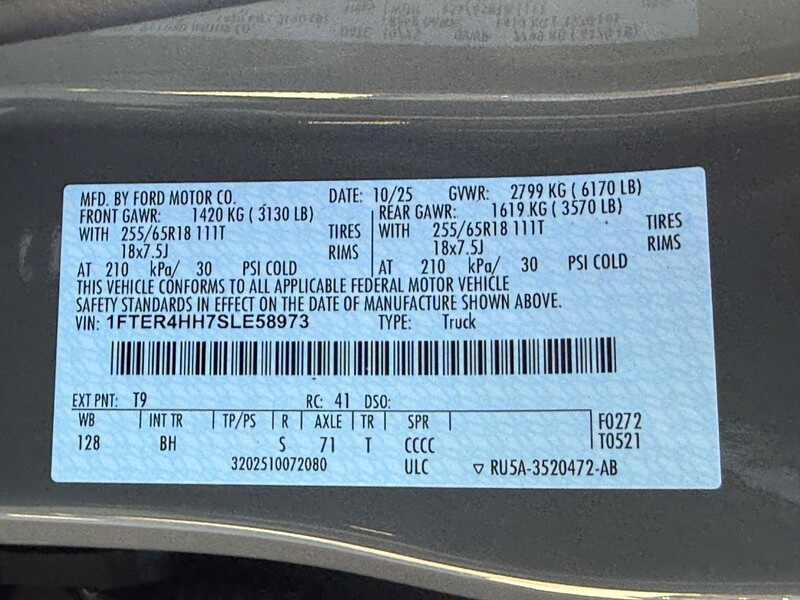 MFD. BY FORD MOTOR CO. DATE: 10/25 GVWR: 2799 KG ( 6170 LB)
FRONT GAWR: 1420 KG ( 3130 LB) REAR GAWR: 1619 KG ( 3570 LB)
WITH 255/65R18 111T TIRES WITH 255/65R18 111T TIRES
18x7.5J RIMS 18x7.5J RIMS
AT 210 kPa/ 30 PSI COLD AT 210 kPa/ 30 PSI COLD
THIS VEHICLE CONFORMS TO ALL APPLICABLE FEDERAL MOTOR VEHICLE
SAFETY STANDARDS IN EFFECT ON THE DATE OF MANUFACTURE SHOWN ABOVE.
VIN: 1FTER4HH7SLE58973 TYPE: Truck
EXT PNT: T9 RC: 41 DSO:
WB INT TR TP/PS R AXLE TR SPR F0272
128 BH S 71 T CCCC T0521
3202510072080 ULC ▽ RU5A-3520472-AB